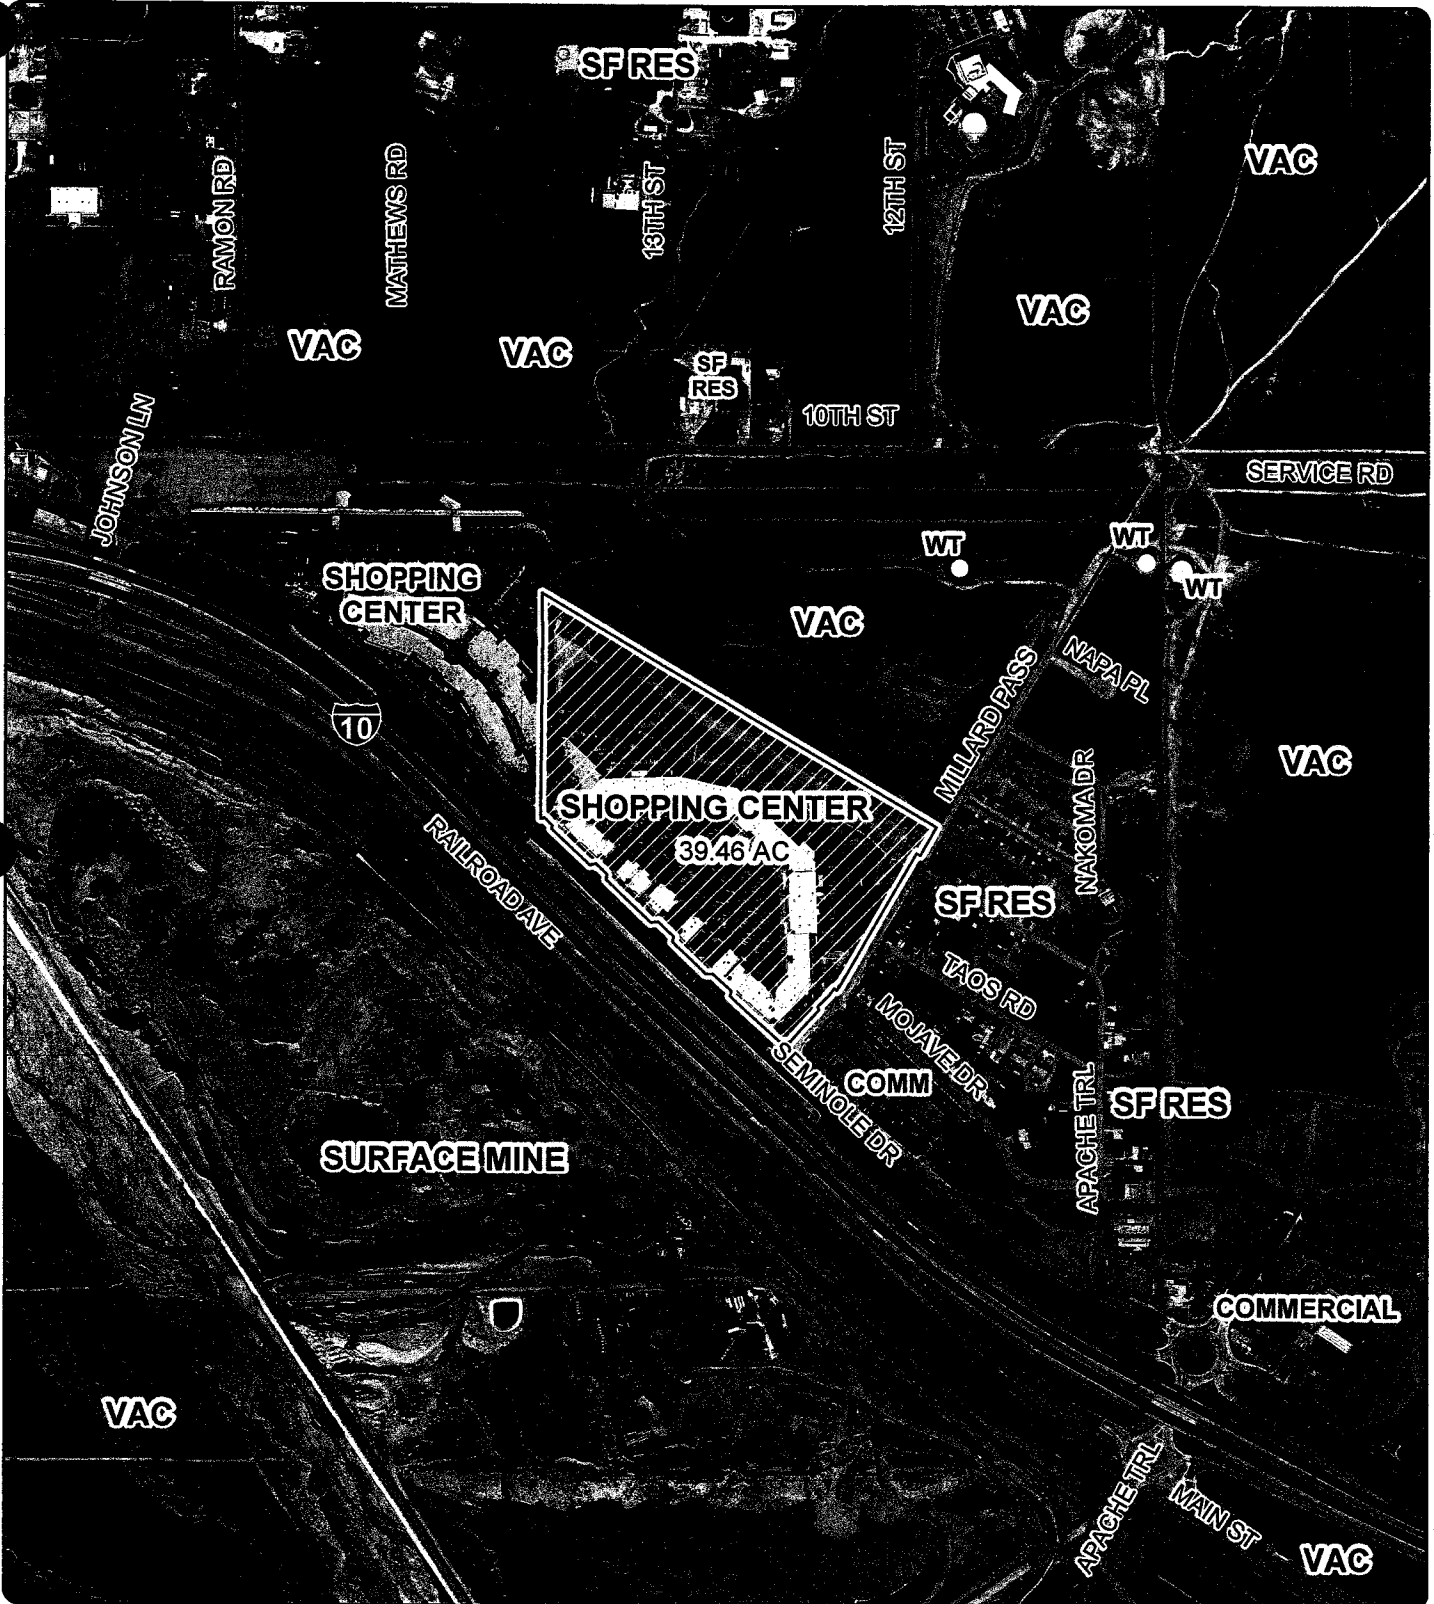 SF RES
RAMON RD
MATHEWS RD
13TH ST
12TH ST
VAC
VAC
VAC
VAC
SF
RES
10TH ST
JOHNSON LN
SERVICE RD
WT
WT
WT
SHOPPING
CENTER
VAC
NAPA PL
MILLARD PASS
10
VAC
NAKOMA DR
SHOPPING CENTER
39.46 AC
RAILROAD AVE
SF RES
TAOS RD
MOJAVE DR
SEMINOLE DR
COMM
APACHE TRL
SF RES
SURFACE MINE
COMMERCIAL
VAC
APACHE TRL
MAIN ST
VAC